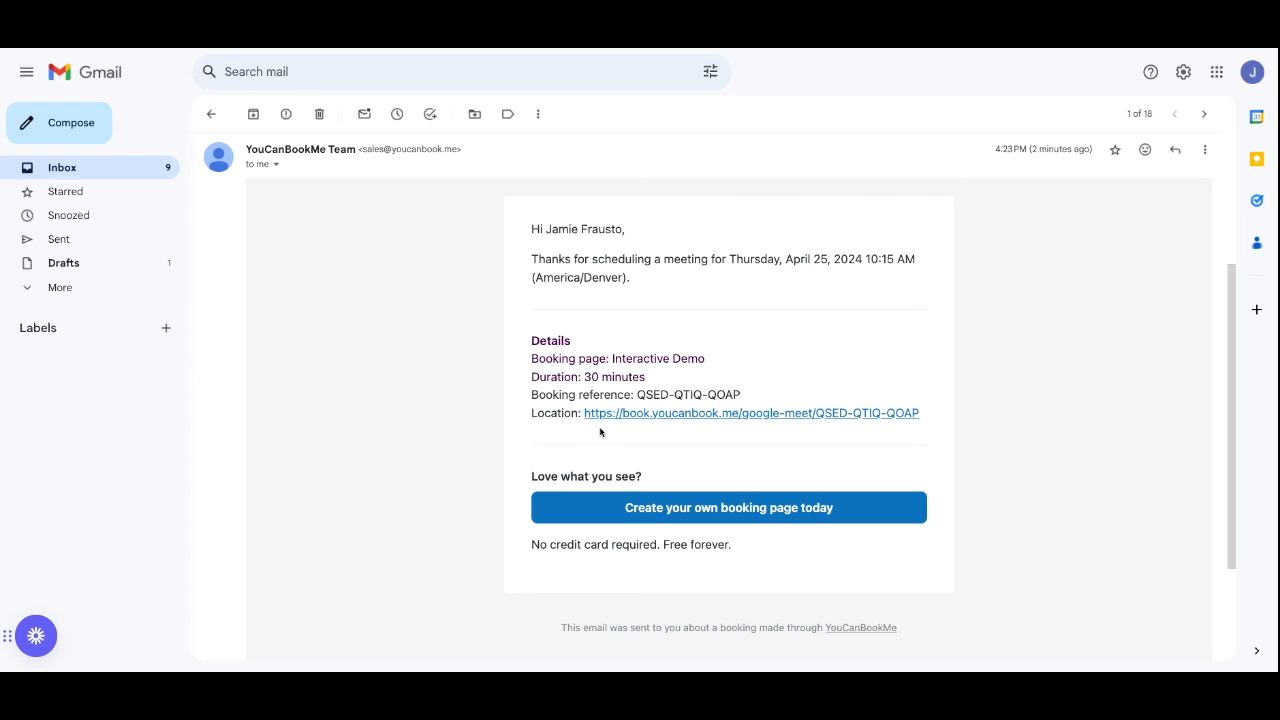 Gmail
Search mail
Compose
1 of 18
Inbox 9
Starred
Snoozed
Sent
Drafts 1
More
Labels
YouCanBookMe Team <sales@youcanbook.me>
4:23 PM (2 minutes ago)
to me
J
31
Hi Jamie Frausto,
Thanks for scheduling a meeting for Thursday, April 25, 2024 10:15 AM
(America/Denver).
Details
Booking page: Interactive Demo
Duration: 30 minutes
Booking reference: QSED-QTIQ-QOAP
Location: https://book.youcanbook.me/google-meet/QSED-QTIQ-QOAP
Love what you see?
Create your own booking page today
No credit card required. Free forever.
This email was sent to you about a booking made through YouCanBookMe